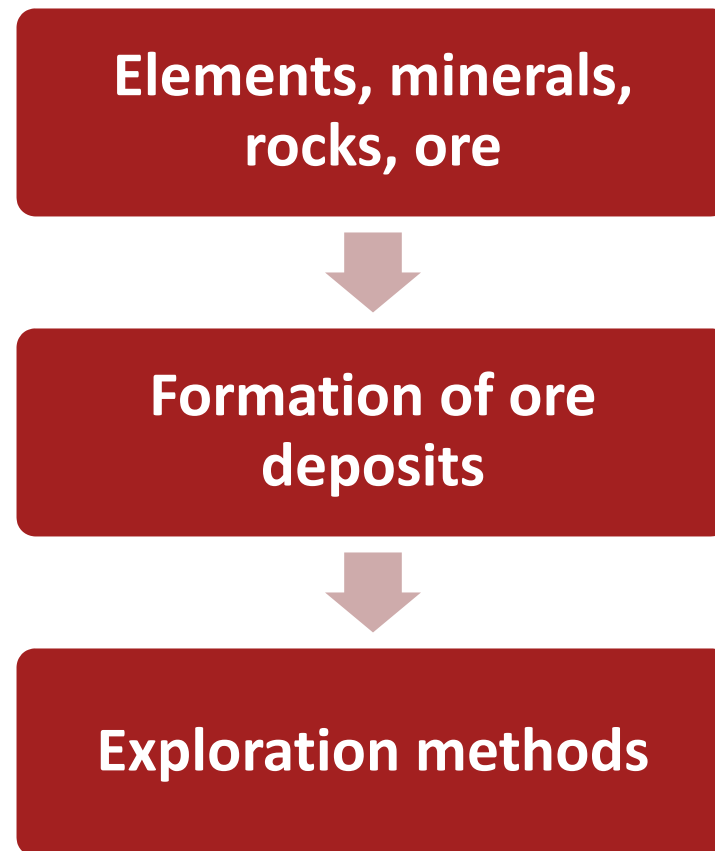 Elements, minerals,
rocks, ore
Formation of ore
deposits
Exploration methods